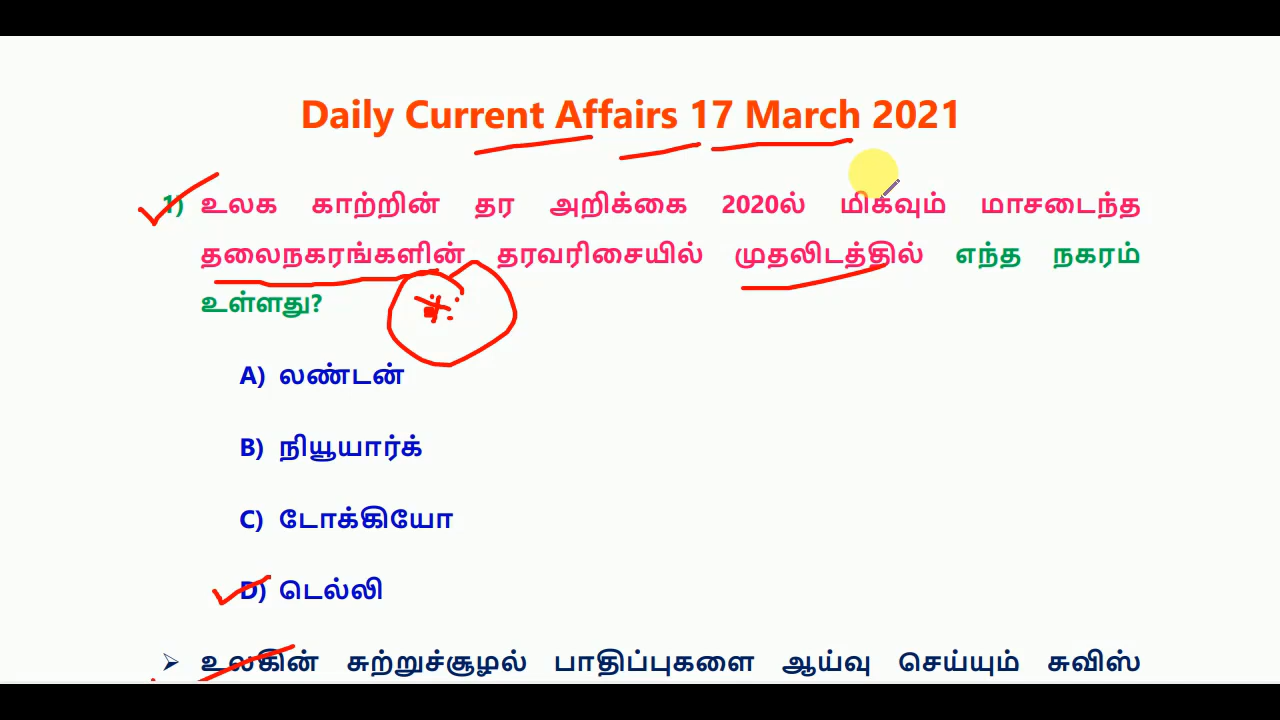 Daily Current Affairs 17 March 2021
1) உலக காற்றின் தர அறிக்கை 2020ல் மிகவும் மாசடைந்த
தலைநகரங்களின் தரவரிசையில் முதலிடத்தில் எந்த நகரம்
உள்ளது?
A) லண்டன்
B) நியூயார்க்
C) டோக்கியோ
D) டெல்லி
➢ உலகின் சுற்றுச்சூழல் பாதிப்புகளை ஆய்வு செய்யும் சுவிஸ்